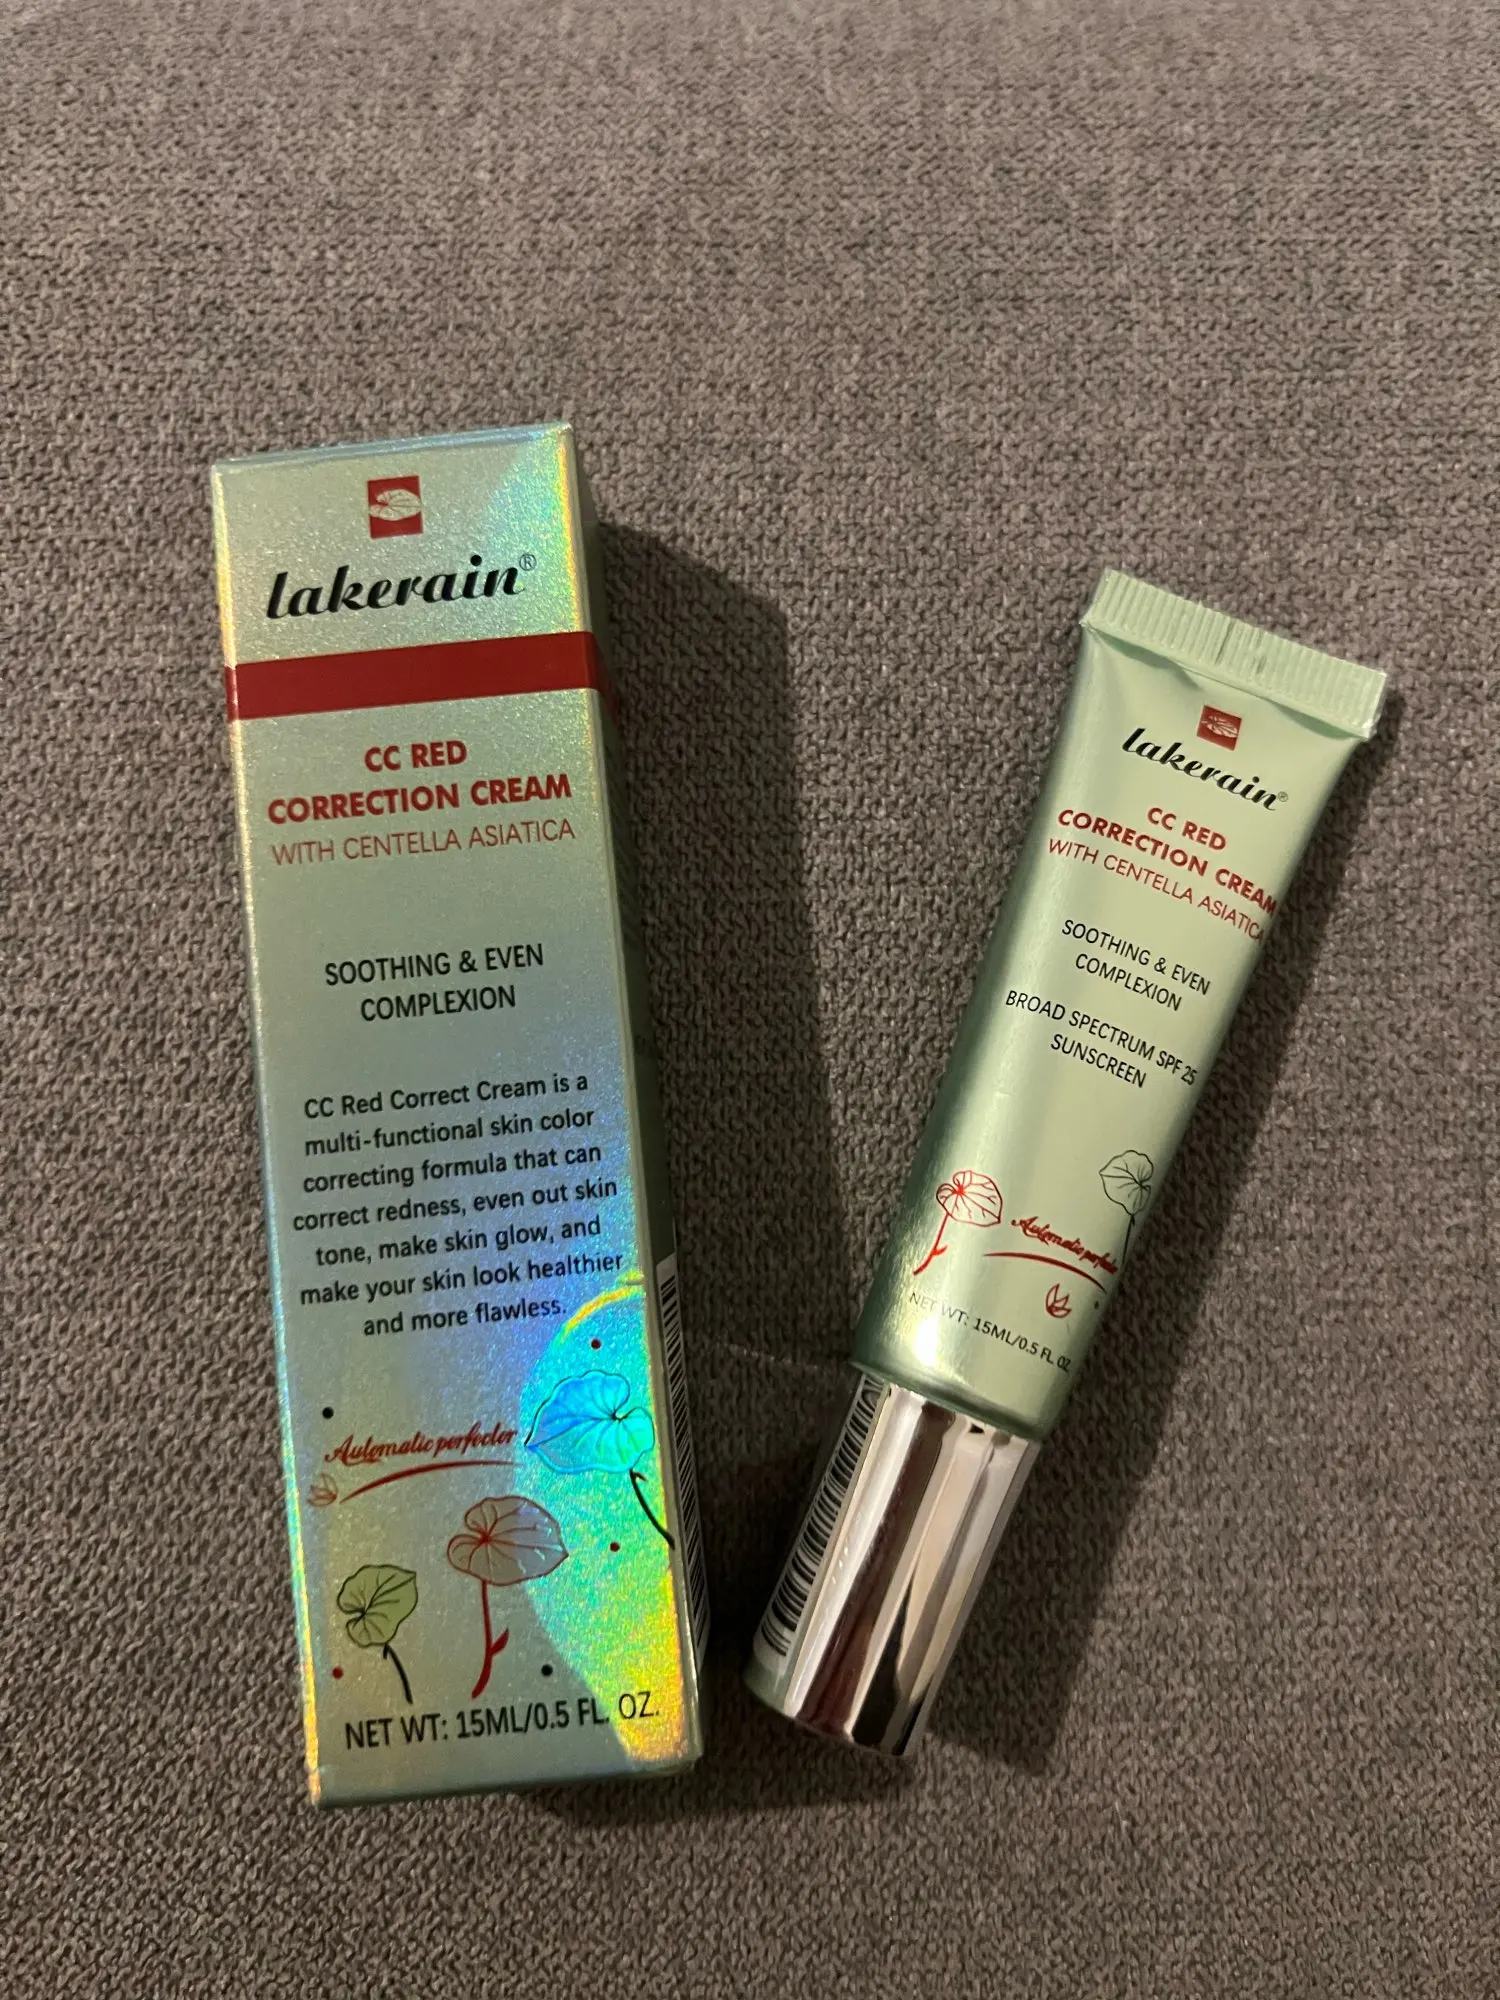 lakerain®
CC RED
CORRECTION CREAM
WITH CENTELLA ASIATICA
SOOTHING & EVEN
COMPLEXION
CC Red Correct Cream is a
multi-functional skin color
correcting formula that can
correct redness, even out skin
tone, make skin glow, and
make your skin look healthier
and more flawless.
Automatic perfector
NET WT: 15ML/0.5 FL. OZ.
lakerain®
CC RED
CORRECTION CREAM
WITH CENTELLA ASIATICA
SOOTHING & EVEN
COMPLEXION
BROAD SPECTRUM SPF 25
SUNSCREEN
Automatic perfector
NET WT: 15ML/0.5 FL. OZ.